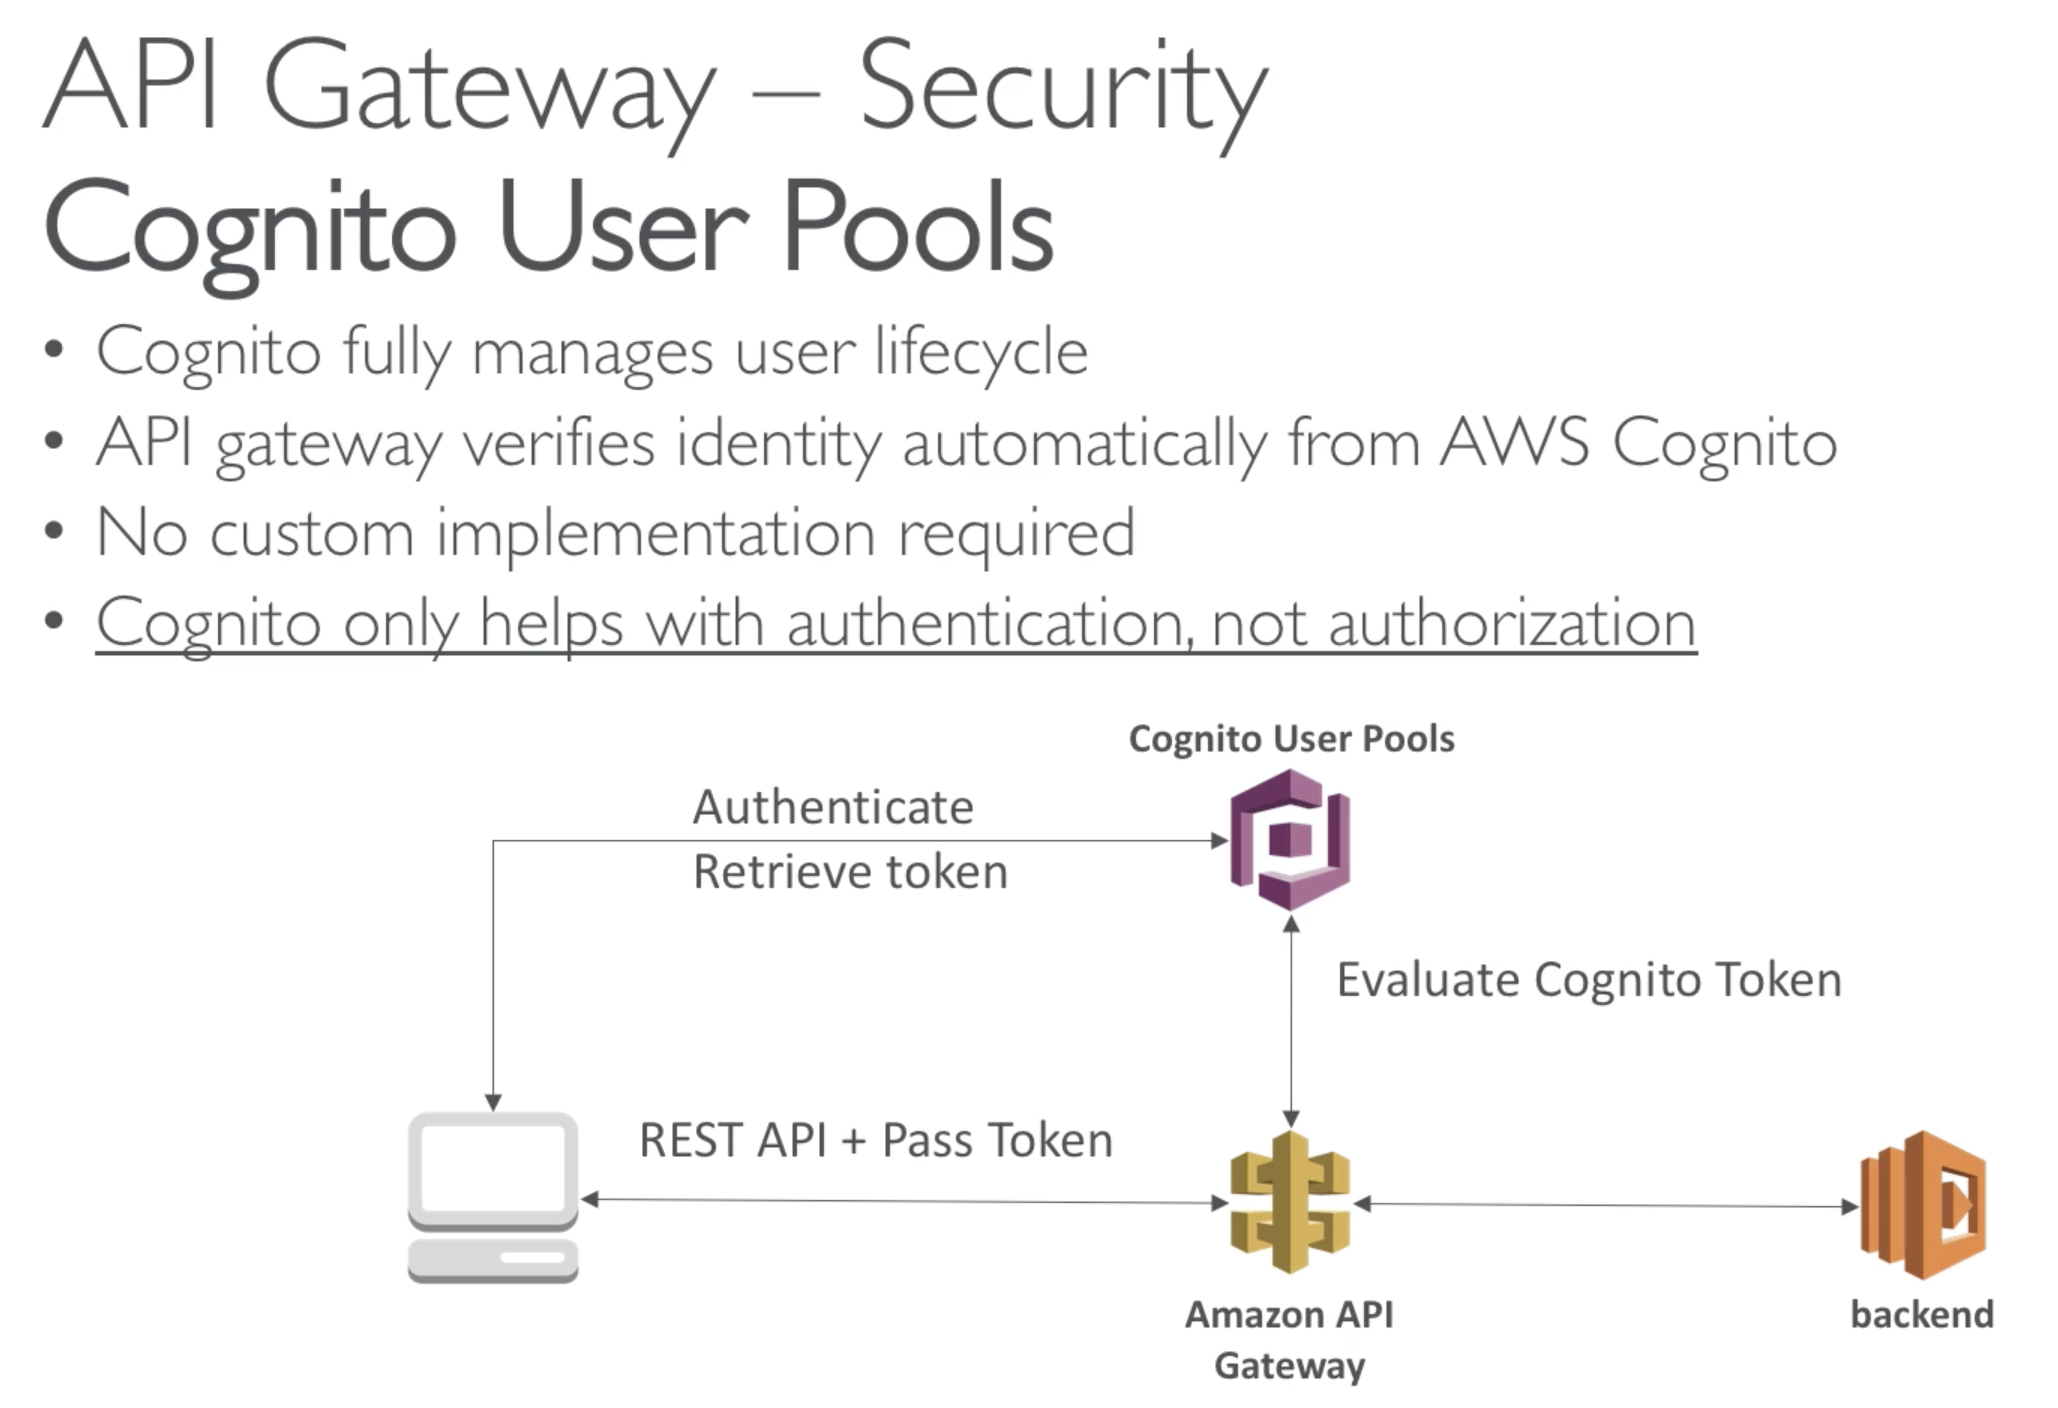 API Gateway – Security
Cognito User Pools
• Cognito fully manages user lifecycle
• API gateway verifies identity automatically from AWS Cognito
• No custom implementation required
• Cognito only helps with authentication, not authorization
Cognito User Pools
Authenticate
Retrieve token
Evaluate Cognito Token
REST API + Pass Token
Amazon API
Gateway
backend